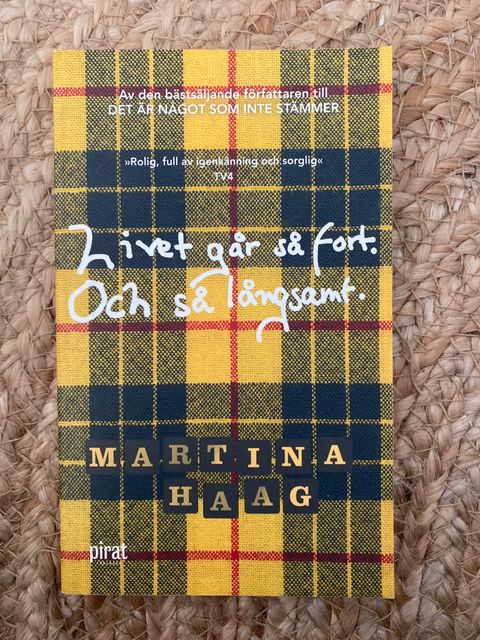 Av den bästsäljande författaren till
DET ÄR NÅGOT SOM INTE STÄMMER
»Rolig, full av igenkänning och sorglig«
TV4
Livet går så fort.
Och så långsamt.
MARTINA
HAAG
pirat